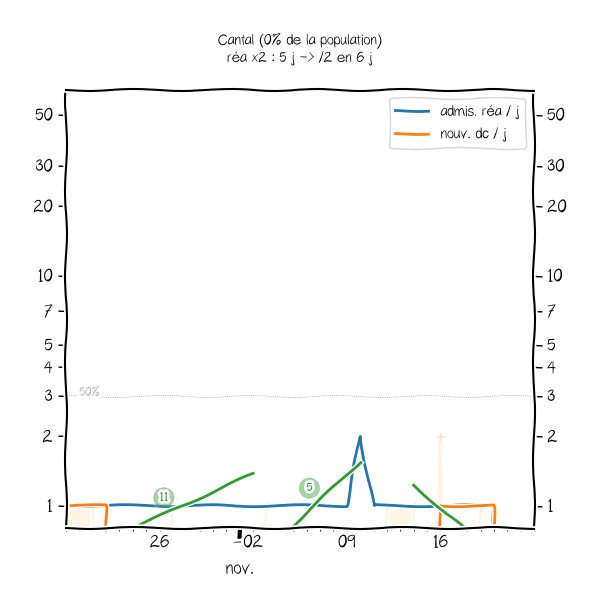 Cantal (0% de la population)
réa x2 : 5 j -> /2 en 6 j
admis. réa / j
nouv. dc / j
50 50
30 30
20 20
10 10
7 7
5 5
4 4
3 3
50%
2 2
11 5
1 1
26 02 09 16
nov.